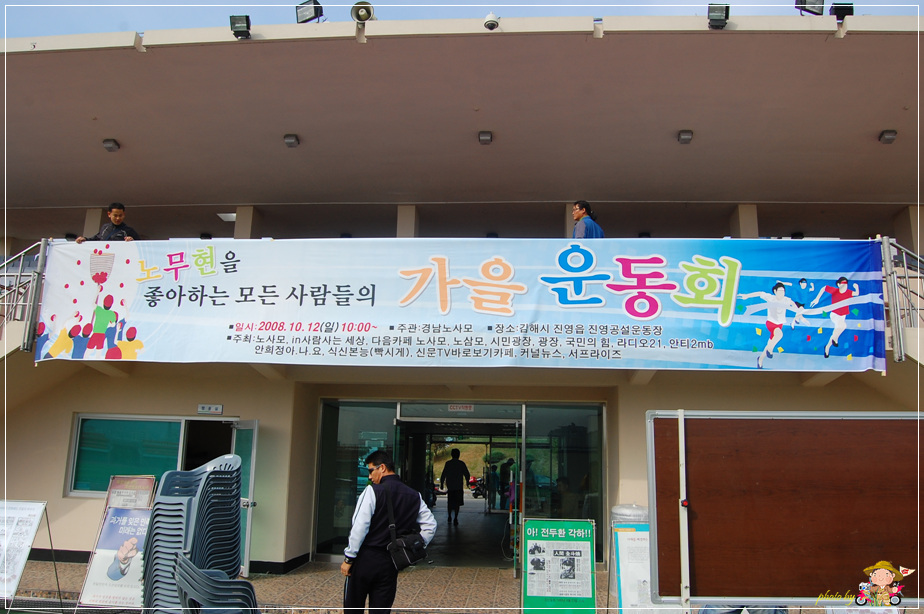 노무현을
좋아하는 모든 사람들의
가을 운동회
■일시: 2008. 10. 12(일) 10:00~ ■주관:경남노사모 ■장소:김해시 진영읍 진영공설운동장
■주최:노사모, in사람사는 세상, 다음카페 노사모, 노삼모, 시민광장, 광장, 국민의 힘, 라디오21, 안티2mb
안희정아.나.요, 식신본능(빡시게), 신문TV바로보기카페, 커널뉴스, 서프라이즈
아! 전두환 각하!!
photo by